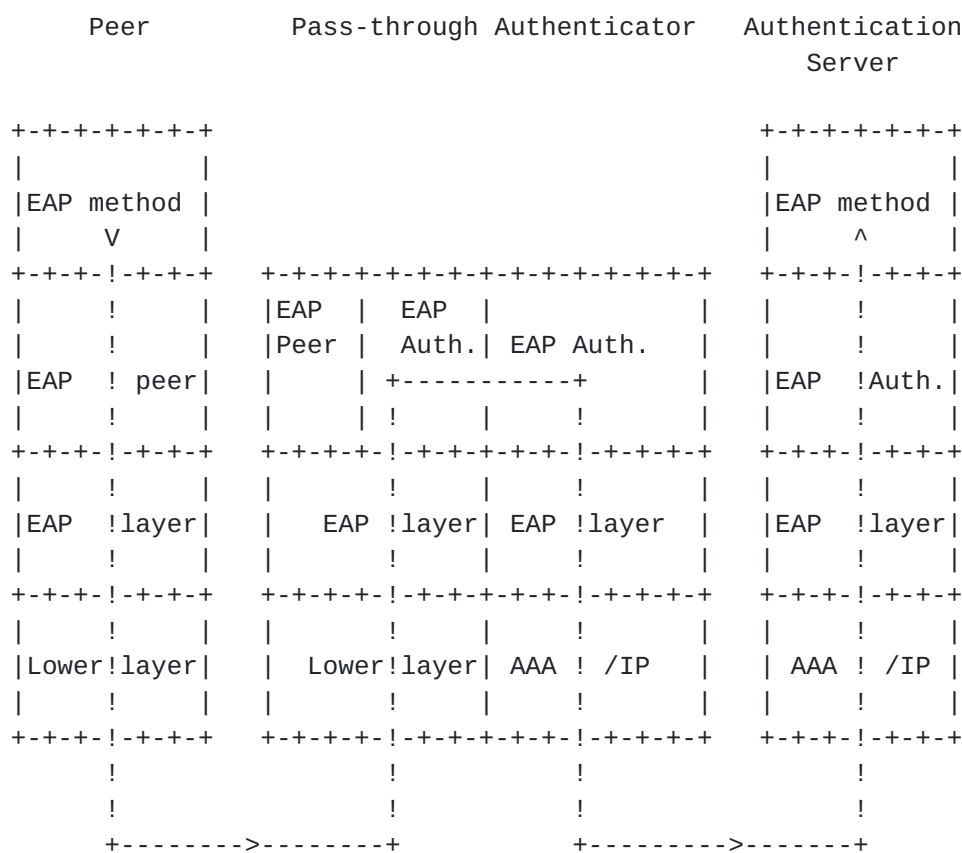 Peer         Pass-through Authenticator   Authentication
                                                   Server

+-+-+-+-+-+-+                                   +-+-+-+-+-+-+
|           |                                   |           |
|EAP method |                                   |EAP method |
|     V     |                                   |     ^     |
+-+-+-!-+-+-+   +-+-+-+-+-+-+-+-+-+-+-+-+-+-+   +-+-+-!-+-+-+
|     !     |   |EAP  |  EAP  |             |   |     !     |
|     !     |   |Peer |  Auth.| EAP Auth.   |   |     !     |
|EAP  ! peer|   |     | +-----------+       |   |EAP  !Auth.|
|     !     |   |     | !     |     !       |   |     !     |
+-+-+-!-+-+-+   +-+-+-+-!-+-+-+-+-+-!-+-+-+-+   +-+-+-!-+-+-+
|     !     |   |       !     |     !       |   |     !     |
|EAP  !layer|   |   EAP !layer| EAP !layer  |   |EAP  !layer|
|     !     |   |       !     |     !       |   |     !     |
+-+-+-!-+-+-+   +-+-+-+-!-+-+-+-+-+-!-+-+-+-+   +-+-+-!-+-+-+
|     !     |   |       !     |     !       |   |     !     |
|Lower!layer|   |  Lower!layer| AAA ! /IP   |   | AAA ! /IP |
|     !     |   |       !     |     !       |   |     !     |
+-+-+-!-+-+-+   +-+-+-+-!-+-+-+-+-+-!-+-+-+-+   +-+-+-!-+-+-+
      !                 !           !                 !
      !                 !           !                 !
      +-------->--------+           +--------->-------+